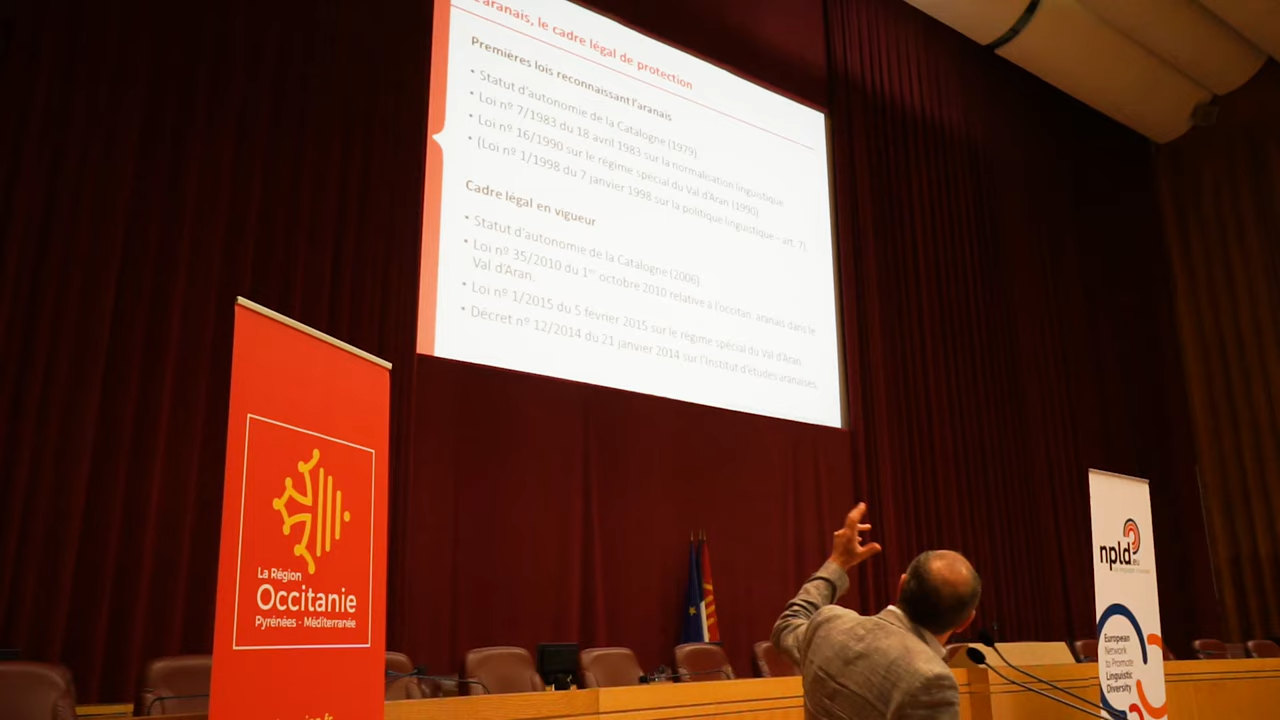 aranais, le cadre légal de protection
Premières lois reconnaissant l'aranais
• Statut d'autonomie de la Catalogne (1979)
• Loi nº 7/1983 du 18 avril 1983 sur la normalisation linguistique
• Loi nº 16/1990 sur le régime spécial du Val d'Aran (1990)
• (Loi nº 1/1998 du 7 janvier 1998 sur la politique linguistique – art. 7).
Cadre légal en vigueur
• Statut d'autonomie de la Catalogne (2006).
• Loi nº 35/2010 du 1er octobre 2010 relative à l'occitan, aranais dans le
Val d'Aran.
• Loi nº 1/2015 du 5 février 2015 sur le régime spécial du Val d'Aran.
• Décret nº 12/2014 du 21 janvier 2014 sur l'Institut d'études aranaises.
La Région
Occitanie
Pyrénées - Méditerranée
npld.eu
European
Network
to Promote
Linguistic
Diversity